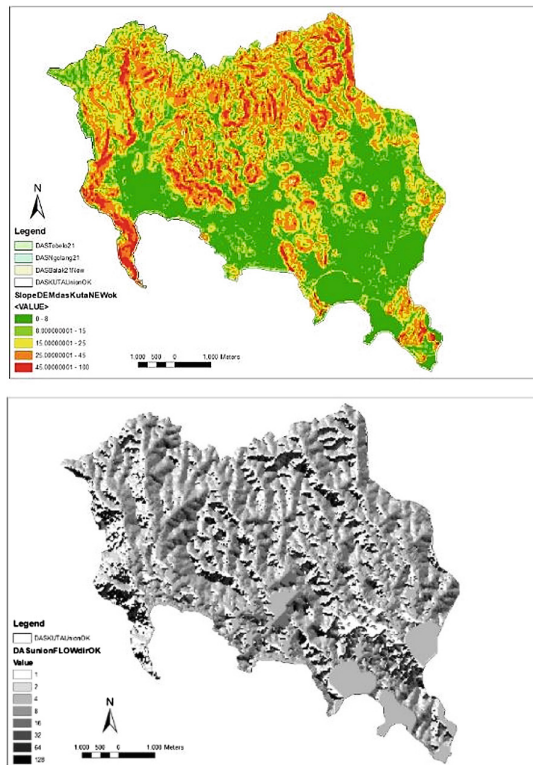 N
Legend
DASTebelo21
DASNgolang21
DASBalak21New
DASKUTAUnionOK
SlopeDEMdasKutaNEWok
<VALUE>
0 - 8
8.000000001 - 15
15.00000001 - 25
25.00000001 - 45
45.00000001 - 100
1.000 500 0 1.000 Meters
Legend
DASKUTAUnionOK
DASunionFLOWdirOK
Value
1
2
4
8
16
32
64
128
N
1.000 500 0 1.000 Meters